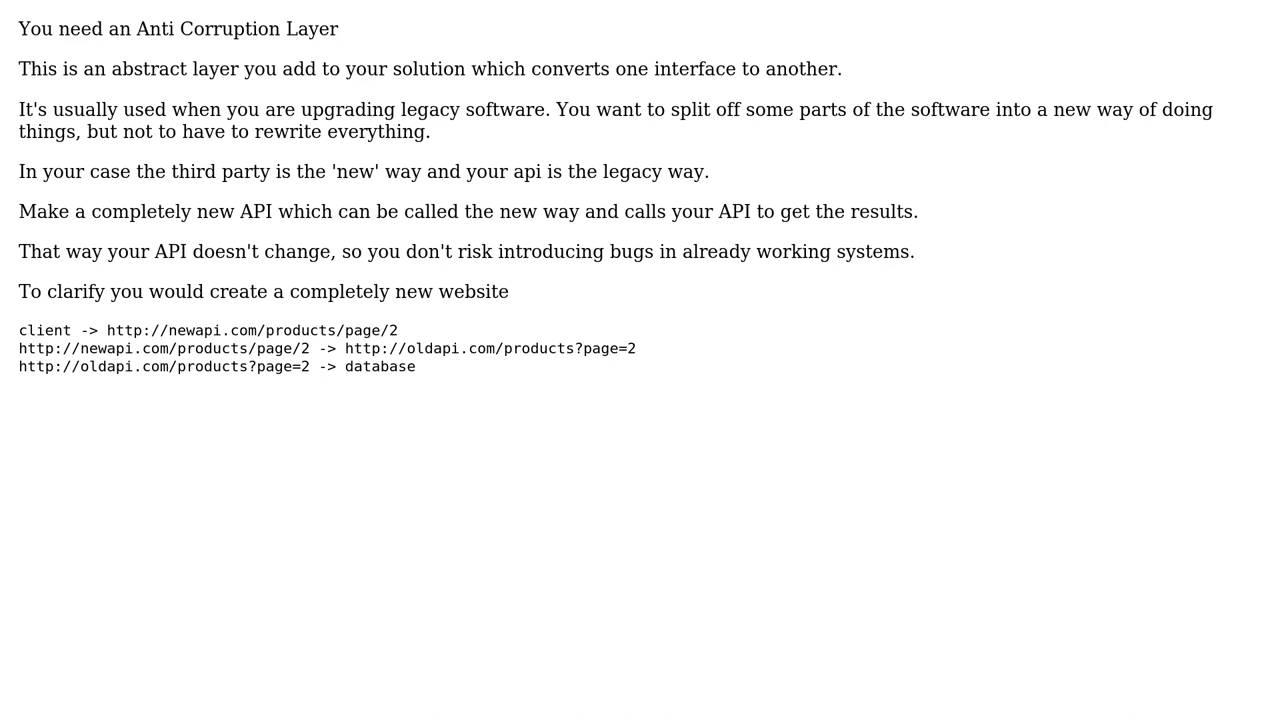 You need an Anti Corruption Layer
This is an abstract layer you add to your solution which converts one interface to another.
It's usually used when you are upgrading legacy software. You want to split off some parts of the software into a new way of doing
things, but not to have to rewrite everything.
In your case the third party is the 'new' way and your api is the legacy way.
Make a completely new API which can be called the new way and calls your API to get the results.
That way your API doesn't change, so you don't risk introducing bugs in already working systems.
To clarify you would create a completely new website
client -> http://newapi.com/products/page/2
http://newapi.com/products/page/2 -> http://oldapi.com/products?page=2
http://oldapi.com/products?page=2 -> database